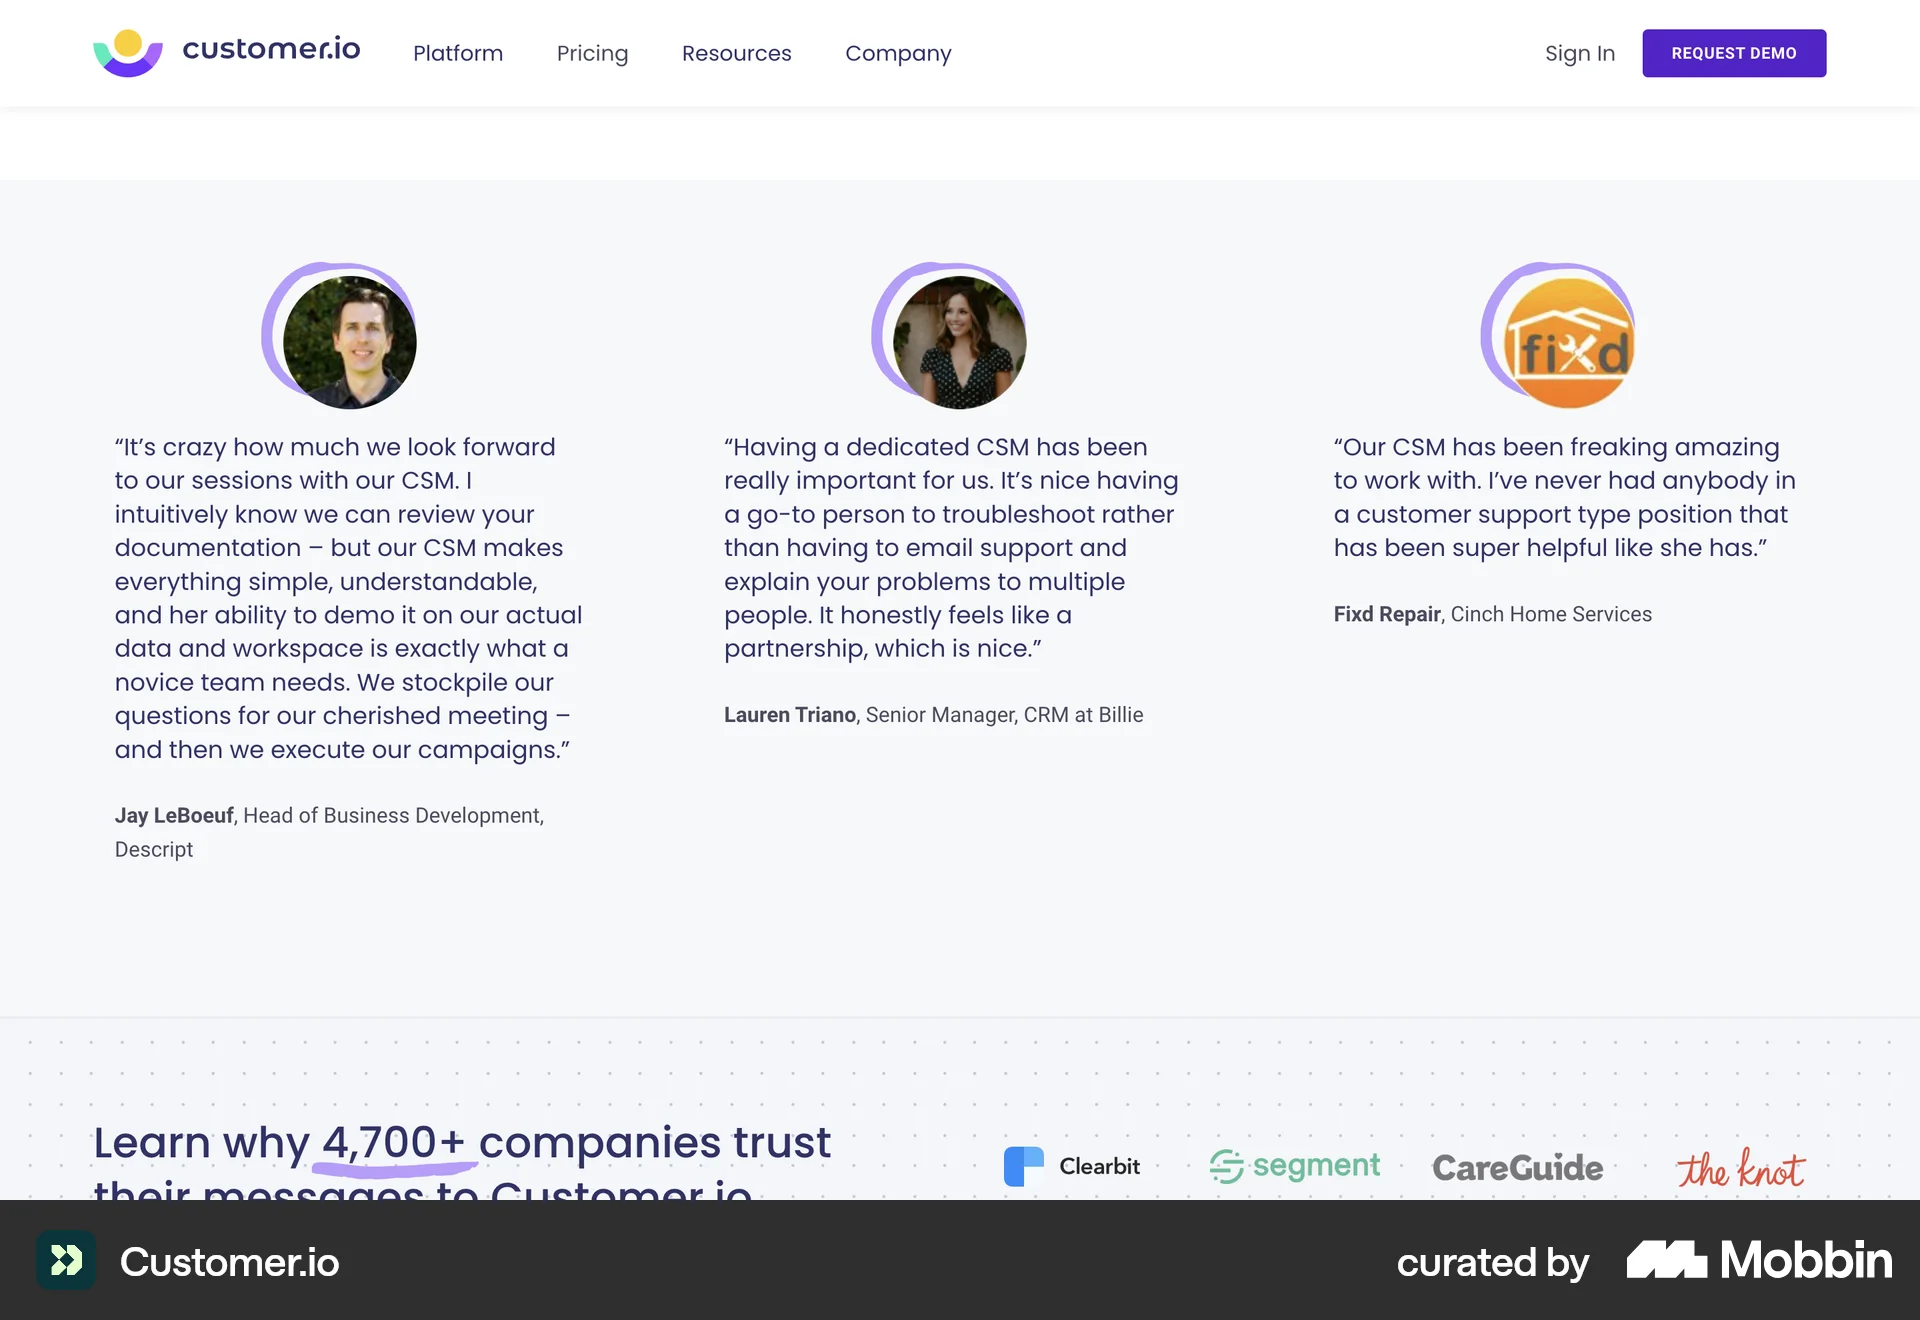 customer.io
Platform
Pricing
Resources
Company
Sign In
REQUEST DEMO
“It’s crazy how much we look forward
to our sessions with our CSM. I
intuitively know we can review your
documentation – but our CSM makes
everything simple, understandable,
and her ability to demo it on our actual
data and workspace is exactly what a
novice team needs. We stockpile our
questions for our cherished meeting –
and then we execute our campaigns.”
Jay LeBoeuf, Head of Business Development,
Descript
“Having a dedicated CSM has been
really important for us. It’s nice having
a go-to person to troubleshoot rather
than having to email support and
explain your problems to multiple
people. It honestly feels like a
partnership, which is nice.”
Lauren Triano, Senior Manager, CRM at Billie
fixd
“Our CSM has been freaking amazing
to work with. I’ve never had anybody in
a customer support type position that
has been super helpful like she has.”
Fixd Repair, Cinch Home Services
Learn why 4,700+ companies trust
their messages to Customer.io
Clearbit
segment
CareGuide
the knot
Customer.io
curated by
Mobbin